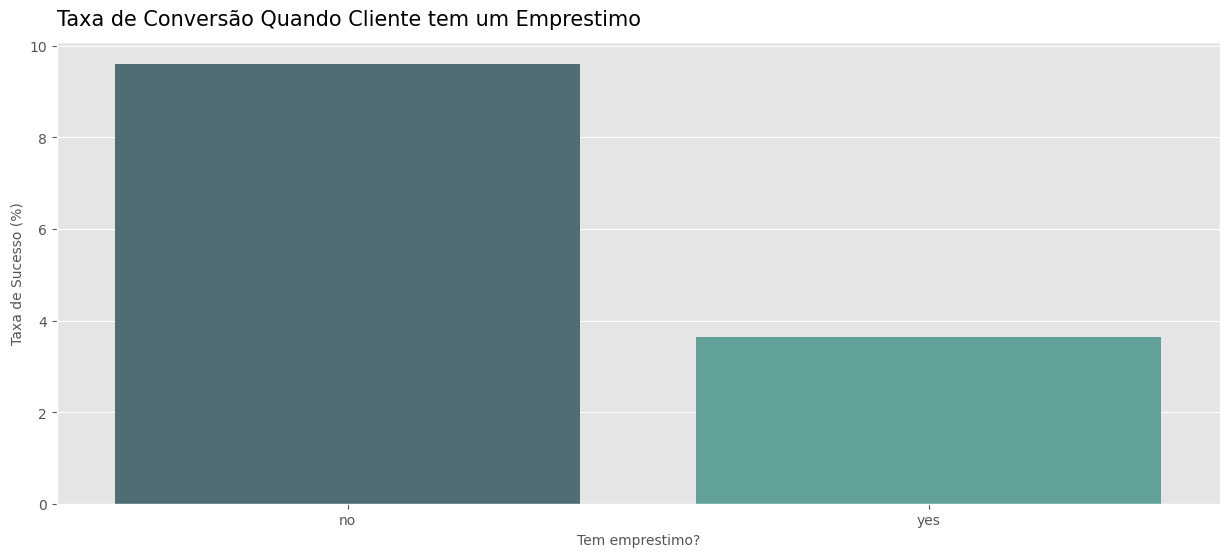 Taxa de Conversão Quando Cliente tem um Emprestimo
Taxa de Sucesso (%)
10
8
6
4
2
0
no
yes
Tem emprestimo?